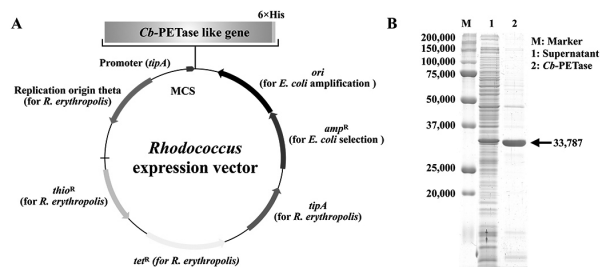 A
6×His
Cb-PETase like gene
Promoter (tipA)
MCS
Replication origin theta
(for R. erythropolis)
ori
(for E. coli amplification)
ampR
(for E. coli selection)
Rhodococcus
expression vector
thioR
(for R. erythropolis)
tipA
(for R. erythropolis)
tetR (for R. erythropolis)
B
M 1 2
200,000
150,000
100,000
75,000
50,000
37,000
25,000
20,000
M: Marker
1: Supernatant
2: Cb-PETase
33,787